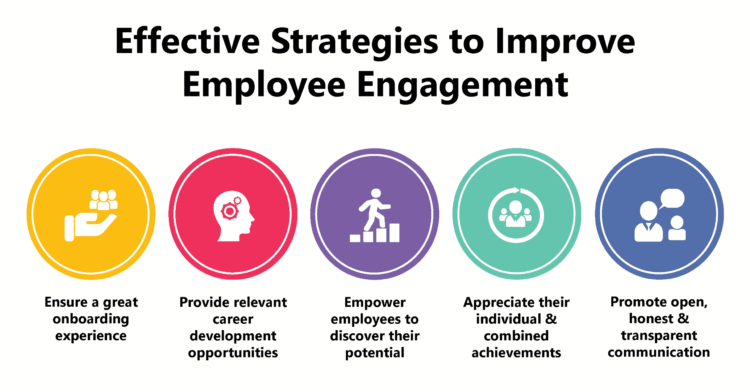 Effective Strategies to Improve
Employee Engagement
Ensure a great
onboarding
experience
Provide relevant
career
development
opportunities
Empower
employees to
discover their
potential
Appreciate their
individual &
combined
achievements
Promote open,
honest &
transparent
communication